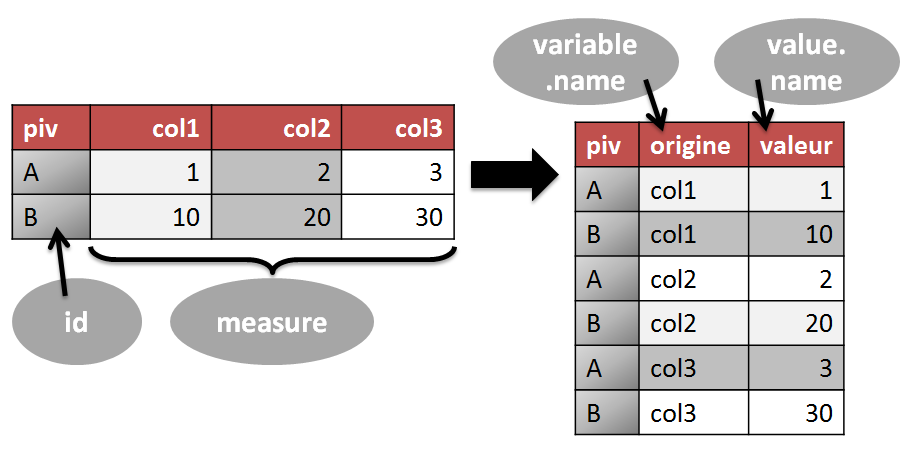 variable
.name
value.
name
piv col1 col2 col3
A 1 2 3
B 10 20 30
id
measure
piv origine valeur
A col1 1
B col1 10
A col2 2
B col2 20
A col3 3
B col3 30